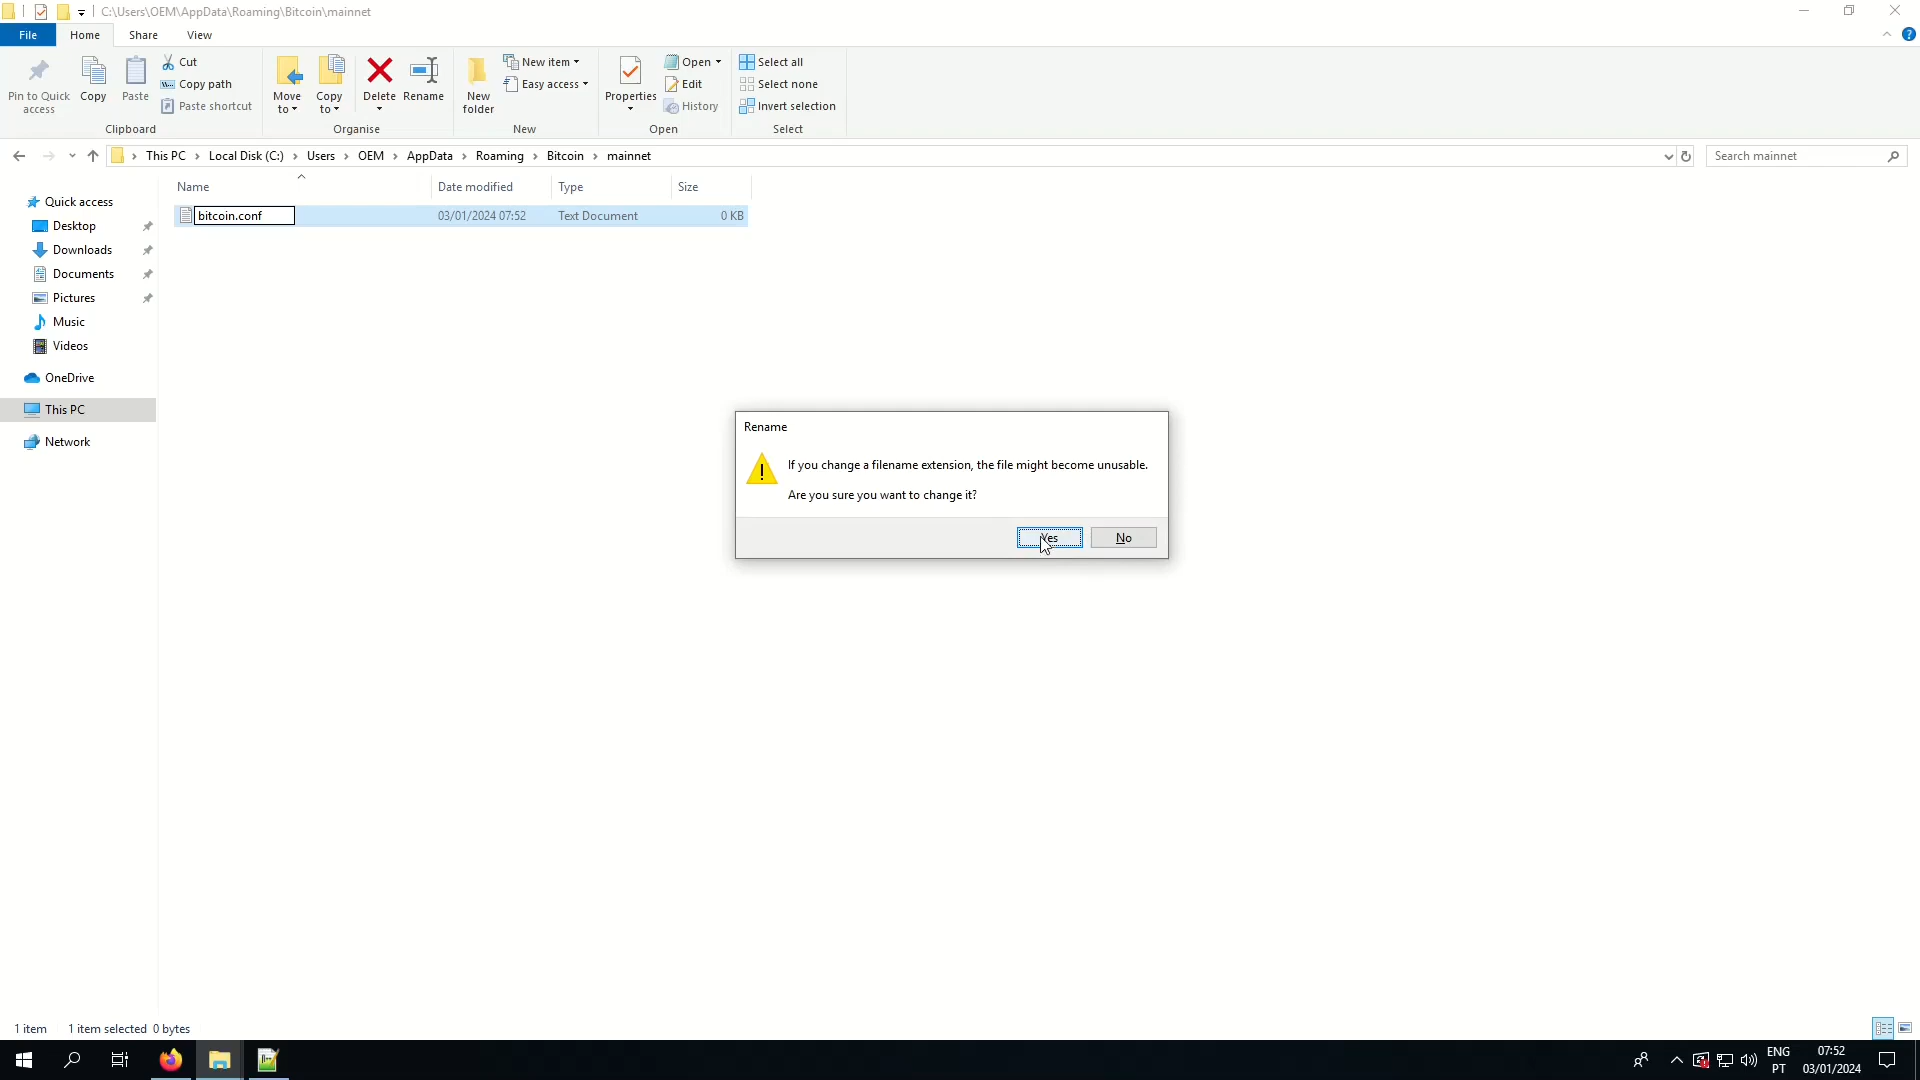 C:\Users\OEM\AppData\Roaming\Bitcoin\mainnet
File Home Share View
Pin to Quick access
Copy
Paste
Cut
Copy path
Paste shortcut
Clipboard
Move to
Copy to
Delete
Rename
Organise
New folder
New item
Easy access
New
Properties
Open
Edit
History
Open
Select all
Select none
Invert selection
Select
This PC Local Disk (C:) Users OEM AppData Roaming Bitcoin mainnet
Search mainnet
Name Date modified Type Size
bitcoin.conf 03/01/2024 07:52 Text Document 0 KB
Quick access
Desktop
Downloads
Documents
Pictures
Music
Videos
OneDrive
This PC
Network
Rename
If you change a filename extension, the file might become unusable.
Are you sure you want to change it?
Yes No
1 item 1 item selected 0 bytes
ENG
PT
07:52
03/01/2024